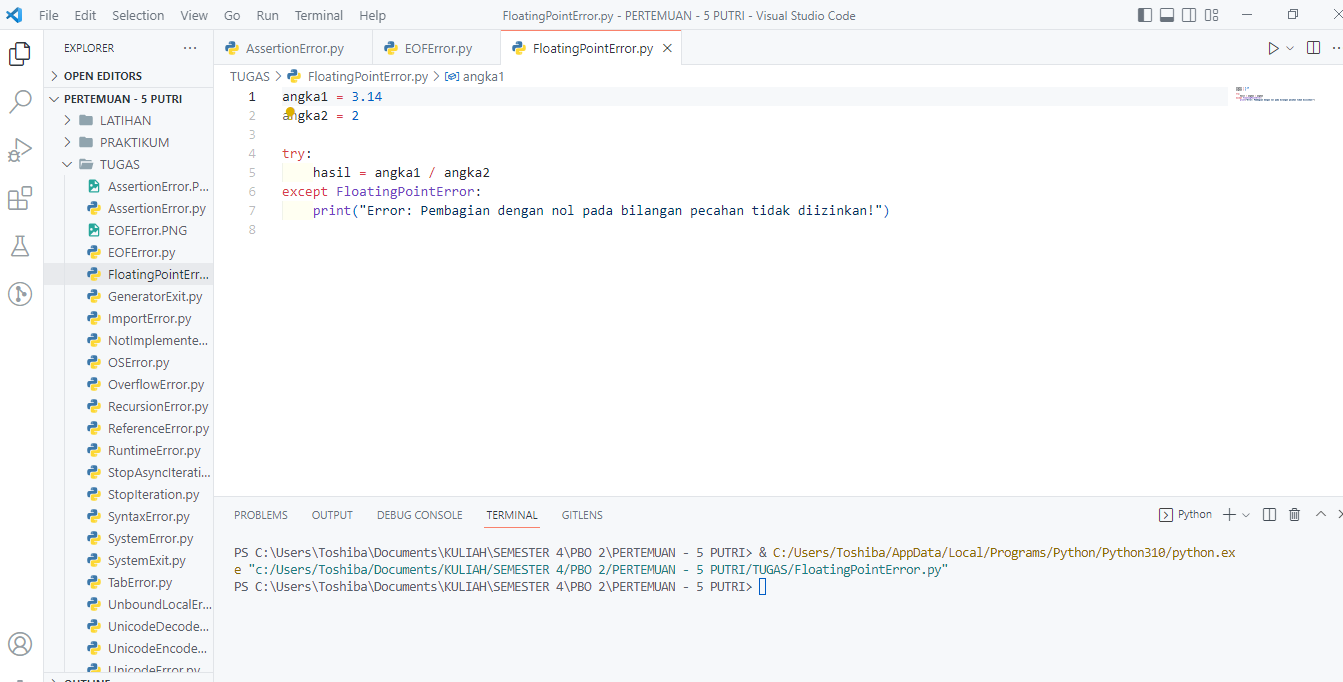 File Edit Selection View Go Run Terminal Help FloatingPointError.py - PERTEMUAN - 5 PUTRI - Visual Studio Code
EXPLORER ···
OPEN EDITORS
PERTEMUAN - 5 PUTRI
LATIHAN
PRAKTIKUM
TUGAS
AssertionError.P...
AssertionError.py
EOFError.PNG
EOFError.py
FloatingPointErr...
GeneratorExit.py
ImportError.py
NotImplemente...
OSError.py
OverflowError.py
RecursionError.py
ReferenceError.py
RuntimeError.py
StopAsyncIterati...
StopIteration.py
SyntaxError.py
SystemError.py
SystemExit.py
TabError.py
UnboundLocalEr...
UnicodeDecode...
UnicodeEncode...
UnicodeError.py
OUTLINE
AssertionError.py EOFError.py FloatingPointError.py
TUGAS > FloatingPointError.py > angka1
1 angka1 = 3.14
2 angka2 = 2
3
4 try:
5 hasil = angka1 / angka2
6 except FloatingPointError:
7 print("Error: Pembagian dengan nol pada bilangan pecahan tidak diizinkan!")
8
PROBLEMS OUTPUT DEBUG CONSOLE TERMINAL GITLENS Python
PS C:\Users\Toshiba\Documents\KULIAH\SEMESTER 4\PBO 2\PERTEMUAN - 5 PUTRI> & C:/Users/Toshiba/AppData/Local/Programs/Python/Python310/python.ex
e "c:/Users/Toshiba/Documents/KULIAH/SEMESTER 4/PBO 2/PERTEMUAN - 5 PUTRI/TUGAS/FloatingPointError.py"
PS C:\Users\Toshiba\Documents\KULIAH\SEMESTER 4\PBO 2\PERTEMUAN - 5 PUTRI>